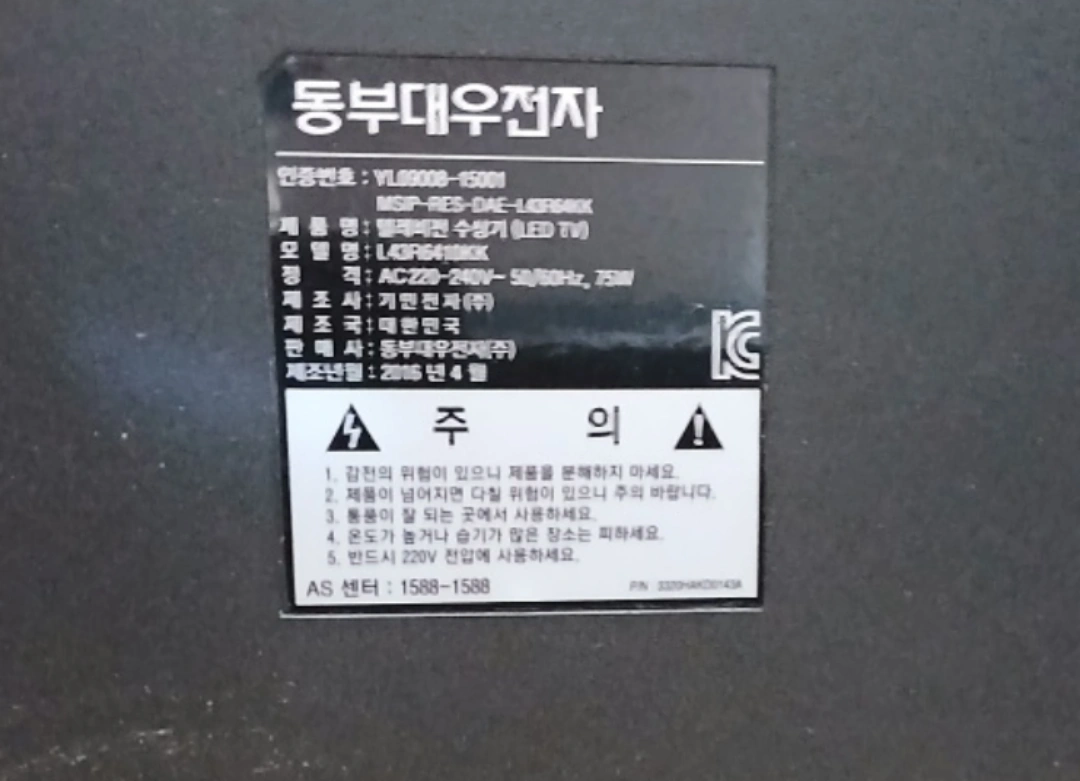 동부대우전자
인증번호 : YL09008-15001
MSIP-RES-DAE-L43R64KK
제 품 명 : 텔레비전 수상기 (LED TV)
모 델 명 : L43R6410KK
정 격 : AC 220-240V~ 50/60Hz, 75W
제 조 사 : 기민전자(주)
제 조 국 : 대한민국
판 매 사 : 동부대우전자(주)
제조년월 : 2016 년 4 월
주 의
1. 감전의 위험이 있으니 제품을 분해하지 마세요.
2. 제품이 넘어지면 다칠 위험이 있으니 주의 바랍니다.
3. 통풍이 잘 되는 곳에서 사용하세요.
4. 온도가 높거나 습기가 많은 장소는 피하세요.
5. 반드시 220V 전압에 사용하세요.
AS 센터 : 1588-1588
P/N :